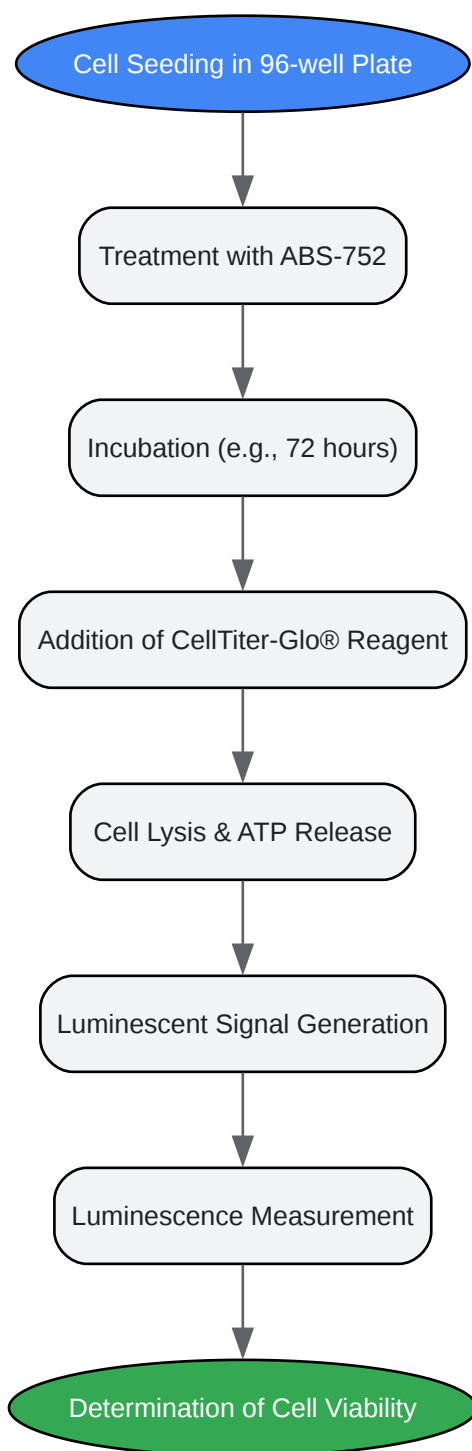 Cell Seeding in 96-well Plate
Treatment with ABS-752
Incubation (e.g., 72 hours)
Addition of CellTiter-Glo® Reagent
Cell Lysis & ATP Release
Luminescent Signal Generation
Luminescence Measurement
Determination of Cell Viability